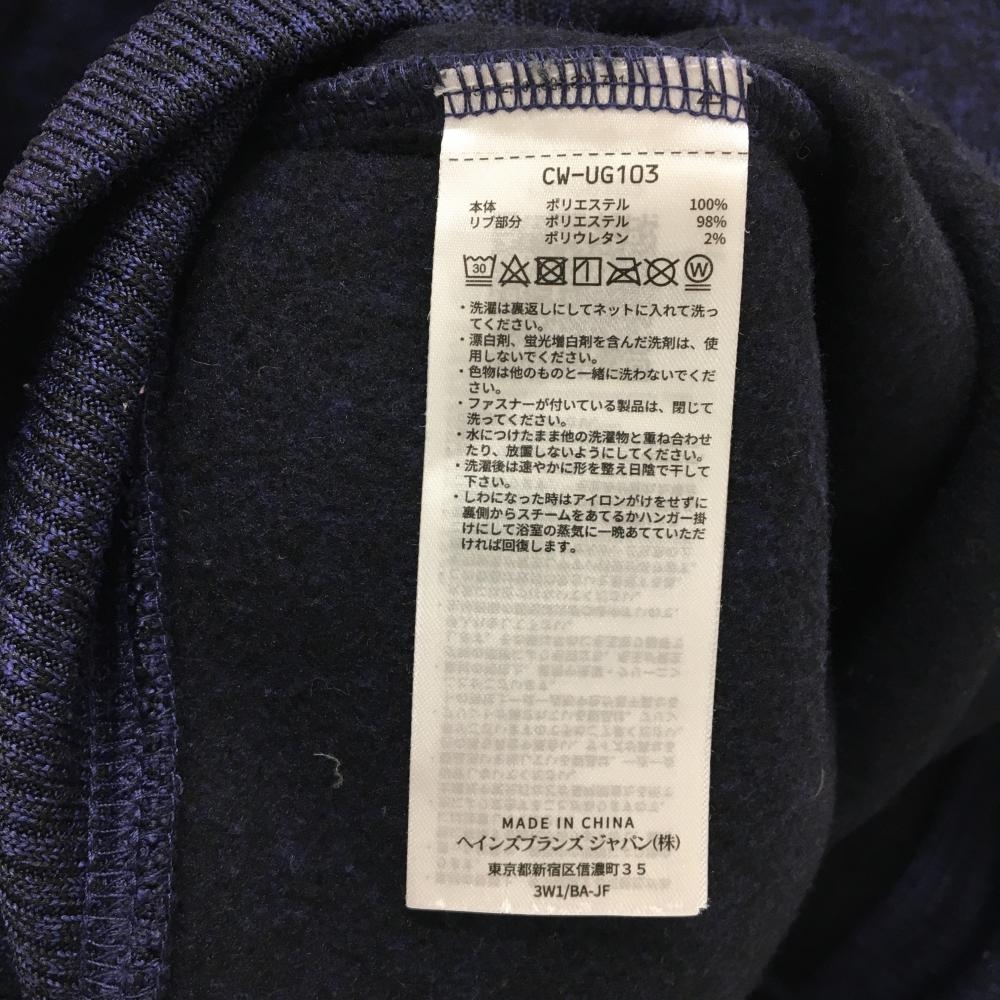 CW-UG103
本体 ポリエステル 100%
リブ部分 ポリエステル 98%
ポリウレタン 2%
30 W
・洗濯は裏返しにしてネットに入れて洗っ
てください。
・漂白剤、蛍光増白剤を含んだ洗剤は、使
用しないでください。
・色物は他のものと一緒に洗わないでくだ
さい。
・ファスナーが付いている製品は、閉じて
洗ってください。
・水につけたまま他の洗濯物と重ね合わせ
たり、放置しないようにしてください。
・洗濯後は速やかに形を整え日陰で干して
下さい。
・しわになった時はアイロンがけをせずに
裏側からスチームをあてるかハンガー掛
けにして浴室の蒸気に一晩あてていただ
ければ回復します。
MADE IN CHINA
ヘインズブランズ ジャパン(株)
東京都新宿区信濃町35
3W1/BA-JF